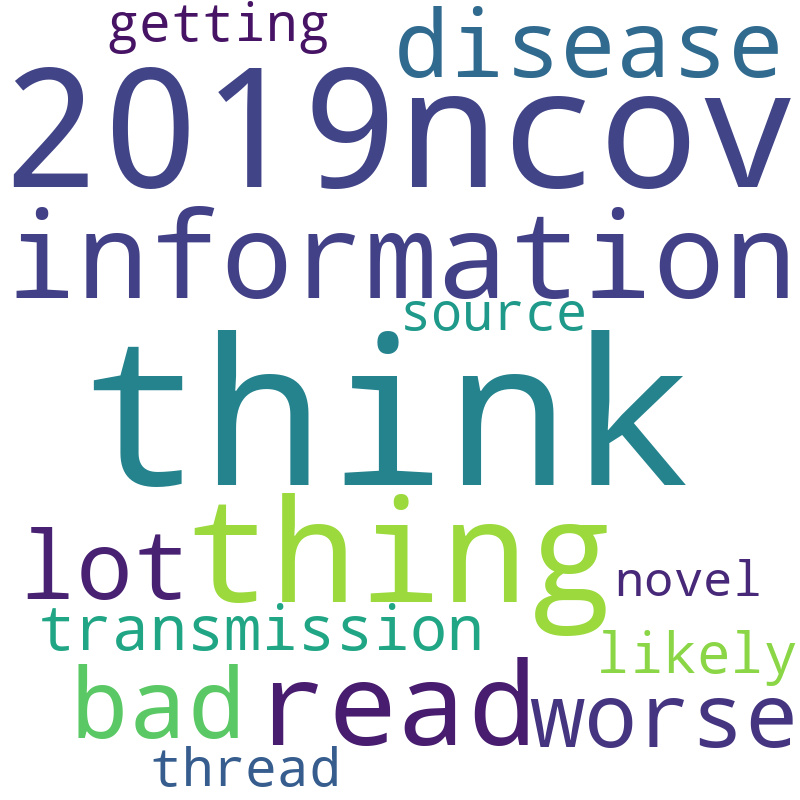 getting disease
2019ncov
information
source
think
thing
lot
novel
transmission
likely
bad read worse
thread